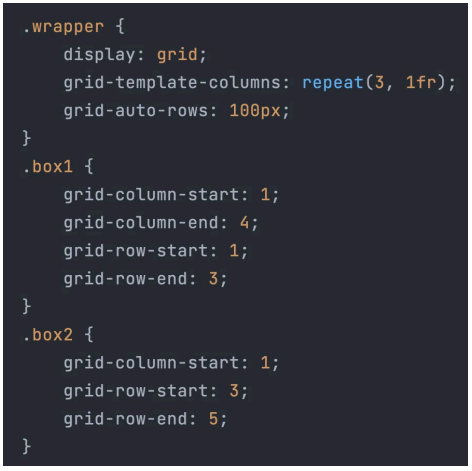 .wrapper {
    display: grid;
    grid-template-columns: repeat(3, 1fr);
    grid-auto-rows: 100px;
}
.box1 {
    grid-column-start: 1;
    grid-column-end: 4;
    grid-row-start: 1;
    grid-row-end: 3;
}
.box2 {
    grid-column-start: 1;
    grid-row-start: 3;
    grid-row-end: 5;
}